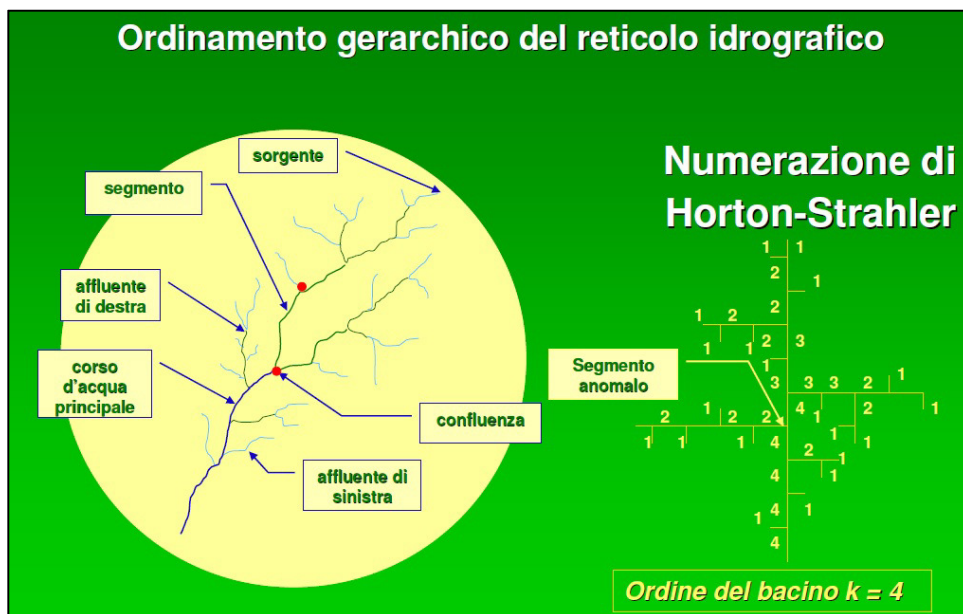 Ordinamento gerarchico del reticolo idrografico
sorgente
segmento
affluente
di destra
corso
d'acqua
principale
confluenza
affluente di
sinistra
Numerazione di
Horton-Strahler
1 1
2
1
2
1 2
1 1 2 3
1
Segmento
anomalo
3 3 3 2 1
4 1 2 1
2 1 2 2
1 1 1 4 1 1
2 1
4 1
4 1
1
4
Ordine del bacino k = 4